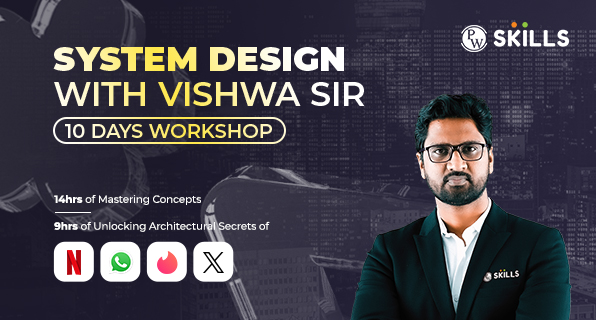 PW SKILLS
SYSTEM DESIGN
WITH VISHWA SIR
10 DAYS WORKSHOP
14hrs of Mastering Concepts
9hrs of Unlocking Architectural Secrets of
N
X
SKILLS